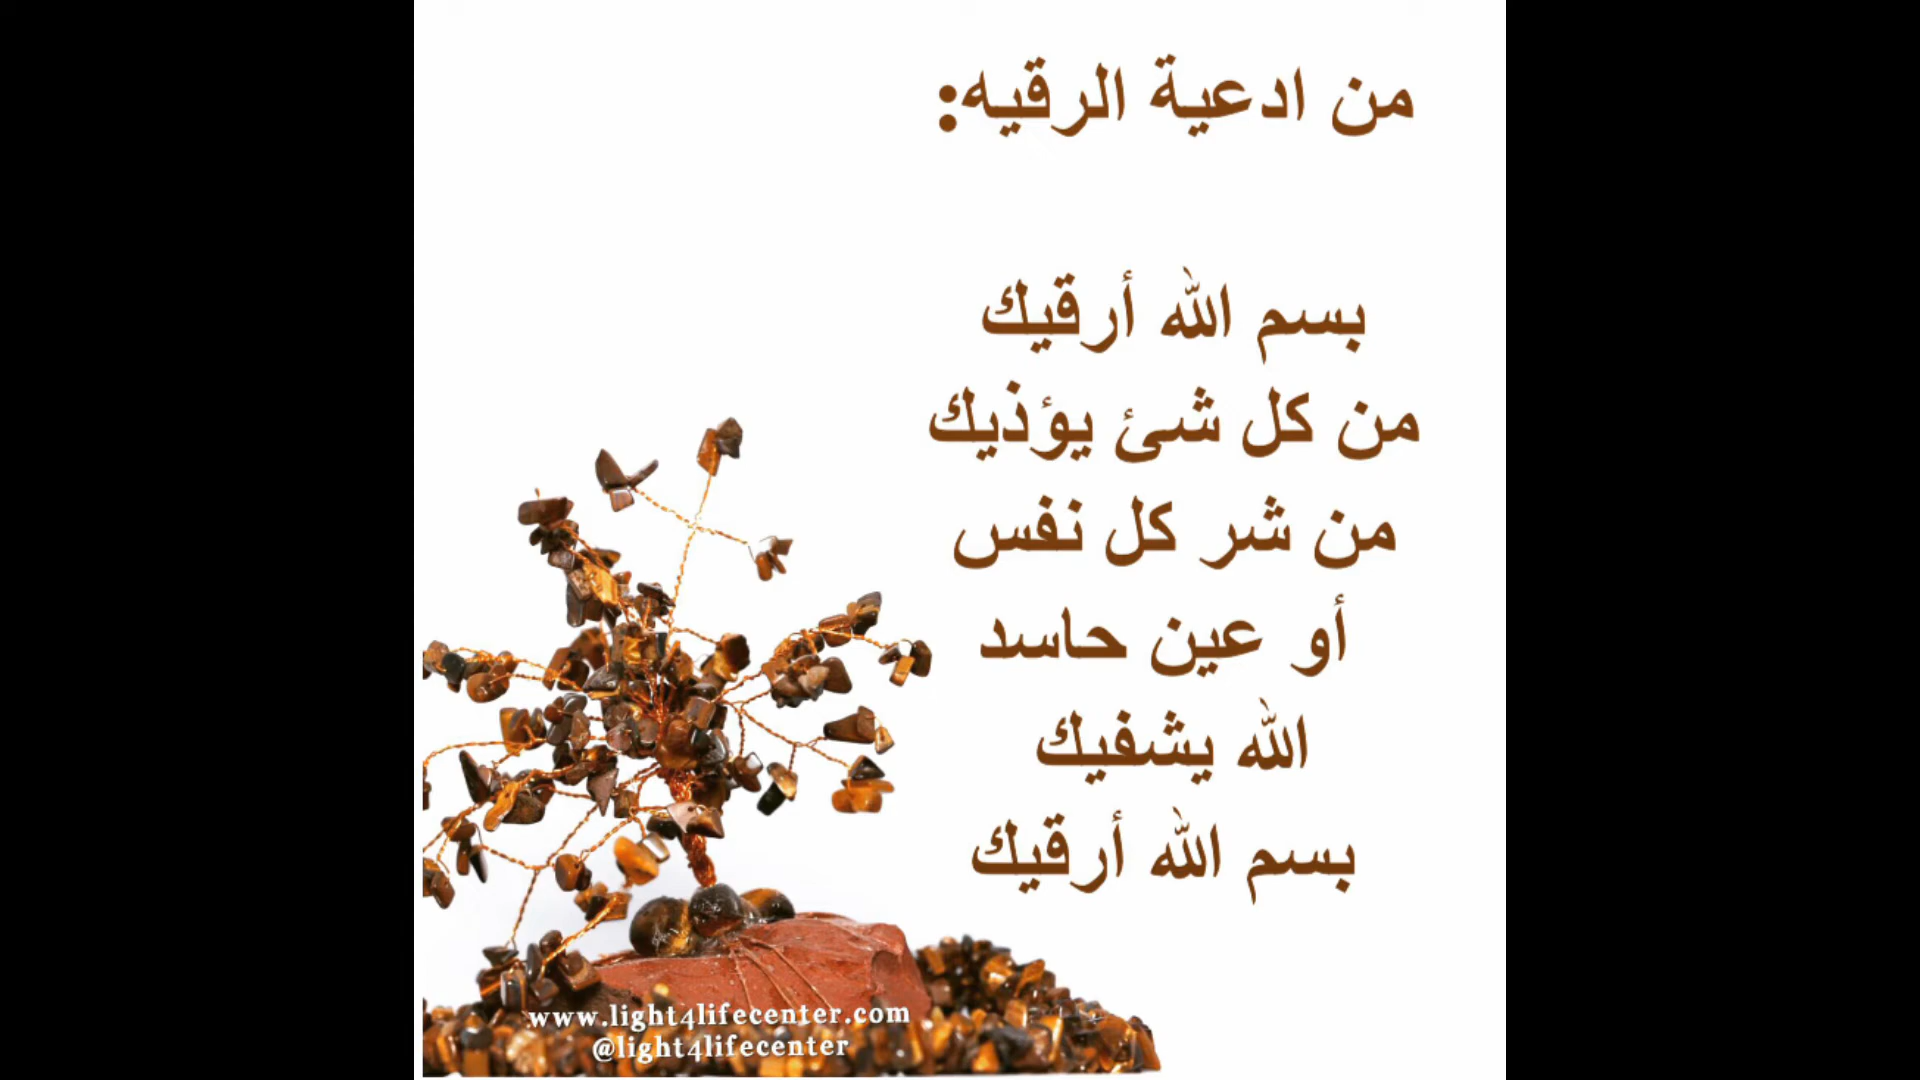 من ادعية الرقيه:
بسم الله أرقيك
من كل شئ يؤذيك
من شر كل نفس
أو عين حاسد
الله يشفيك
بسم الله أرقيك
www.light4lifecenter.com
@light4lifecenter